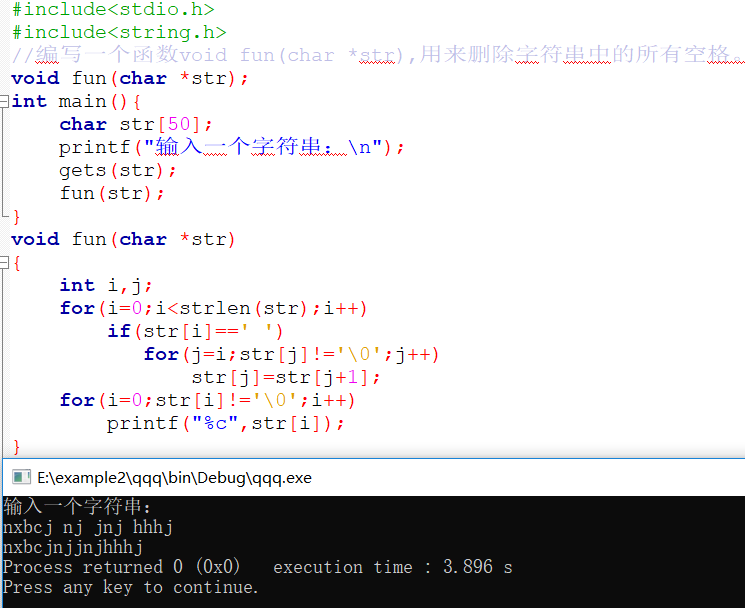 #include<stdio.h>
#include<string.h>
//编写一个函数void fun(char *str),用来删除字符串中的所有空格。
void fun(char *str);
int main(){
    char str[50];
    printf("输入一个字符串：\n");
    gets(str);
    fun(str);
}
void fun(char *str)
{
    int i,j;
    for(i=0;i<strlen(str);i++)
        if(str[i]==' ')
           for(j=i;str[j]!='\0';j++)
               str[j]=str[j+1];
    for(i=0;str[i]!='\0';i++)
        printf("%c",str[i]);
}
E:\example2\qqq\bin\Debug\qqq.exe
输入一个字符串：
nxbcj nj jnj hhhj
nxbcjnjjnjhhhj
Process returned 0 (0x0)   execution time : 3.896 s
Press any key to continue.